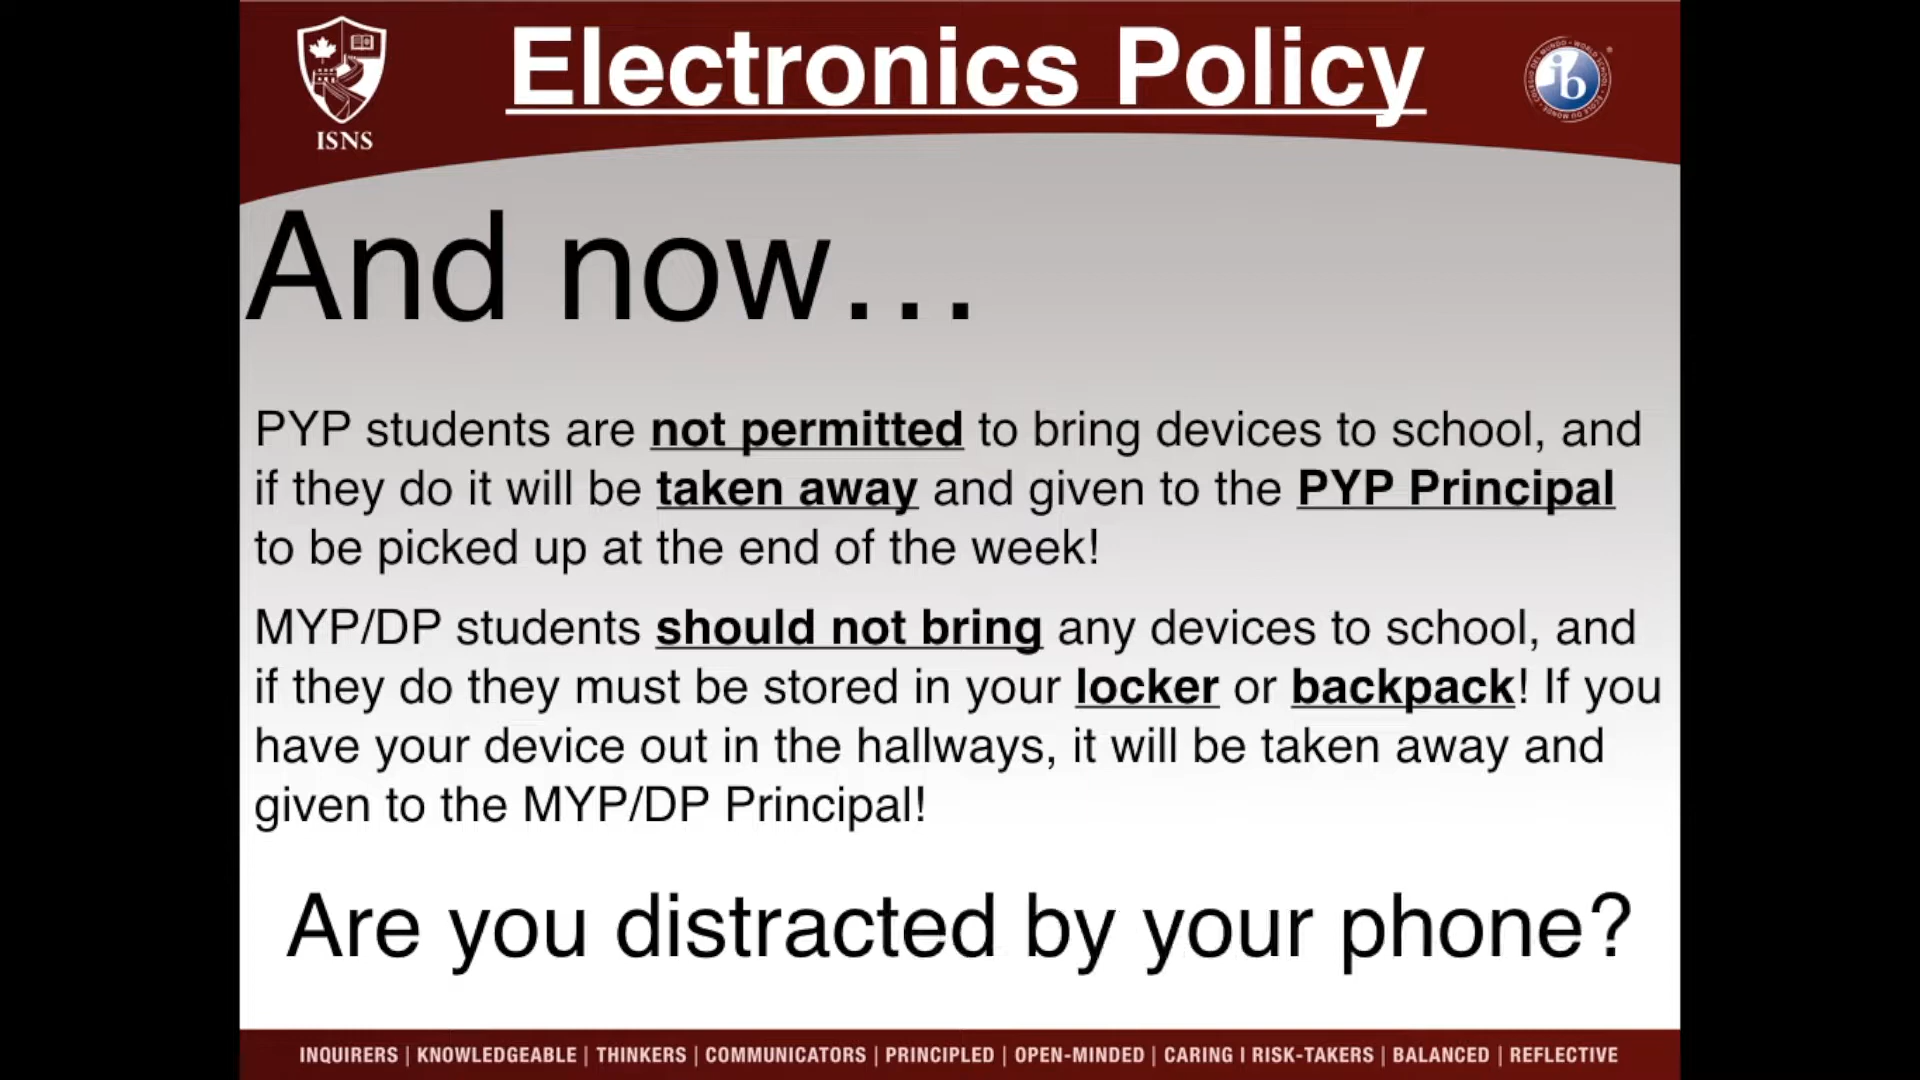 Electronics Policy
ISNS
ib
And now…
PYP students are not permitted to bring devices to school, and
if they do it will be taken away and given to the PYP Principal
to be picked up at the end of the week!
MYP/DP students should not bring any devices to school, and
if they do they must be stored in your locker or backpack! If you
have your device out in the hallways, it will be taken away and
given to the MYP/DP Principal!
Are you distracted by your phone?
INQUIRERS | KNOWLEDGEABLE | THINKERS | COMMUNICATORS | PRINCIPLED | OPEN-MINDED | CARING I RISK-TAKERS | BALANCED | REFLECTIVE